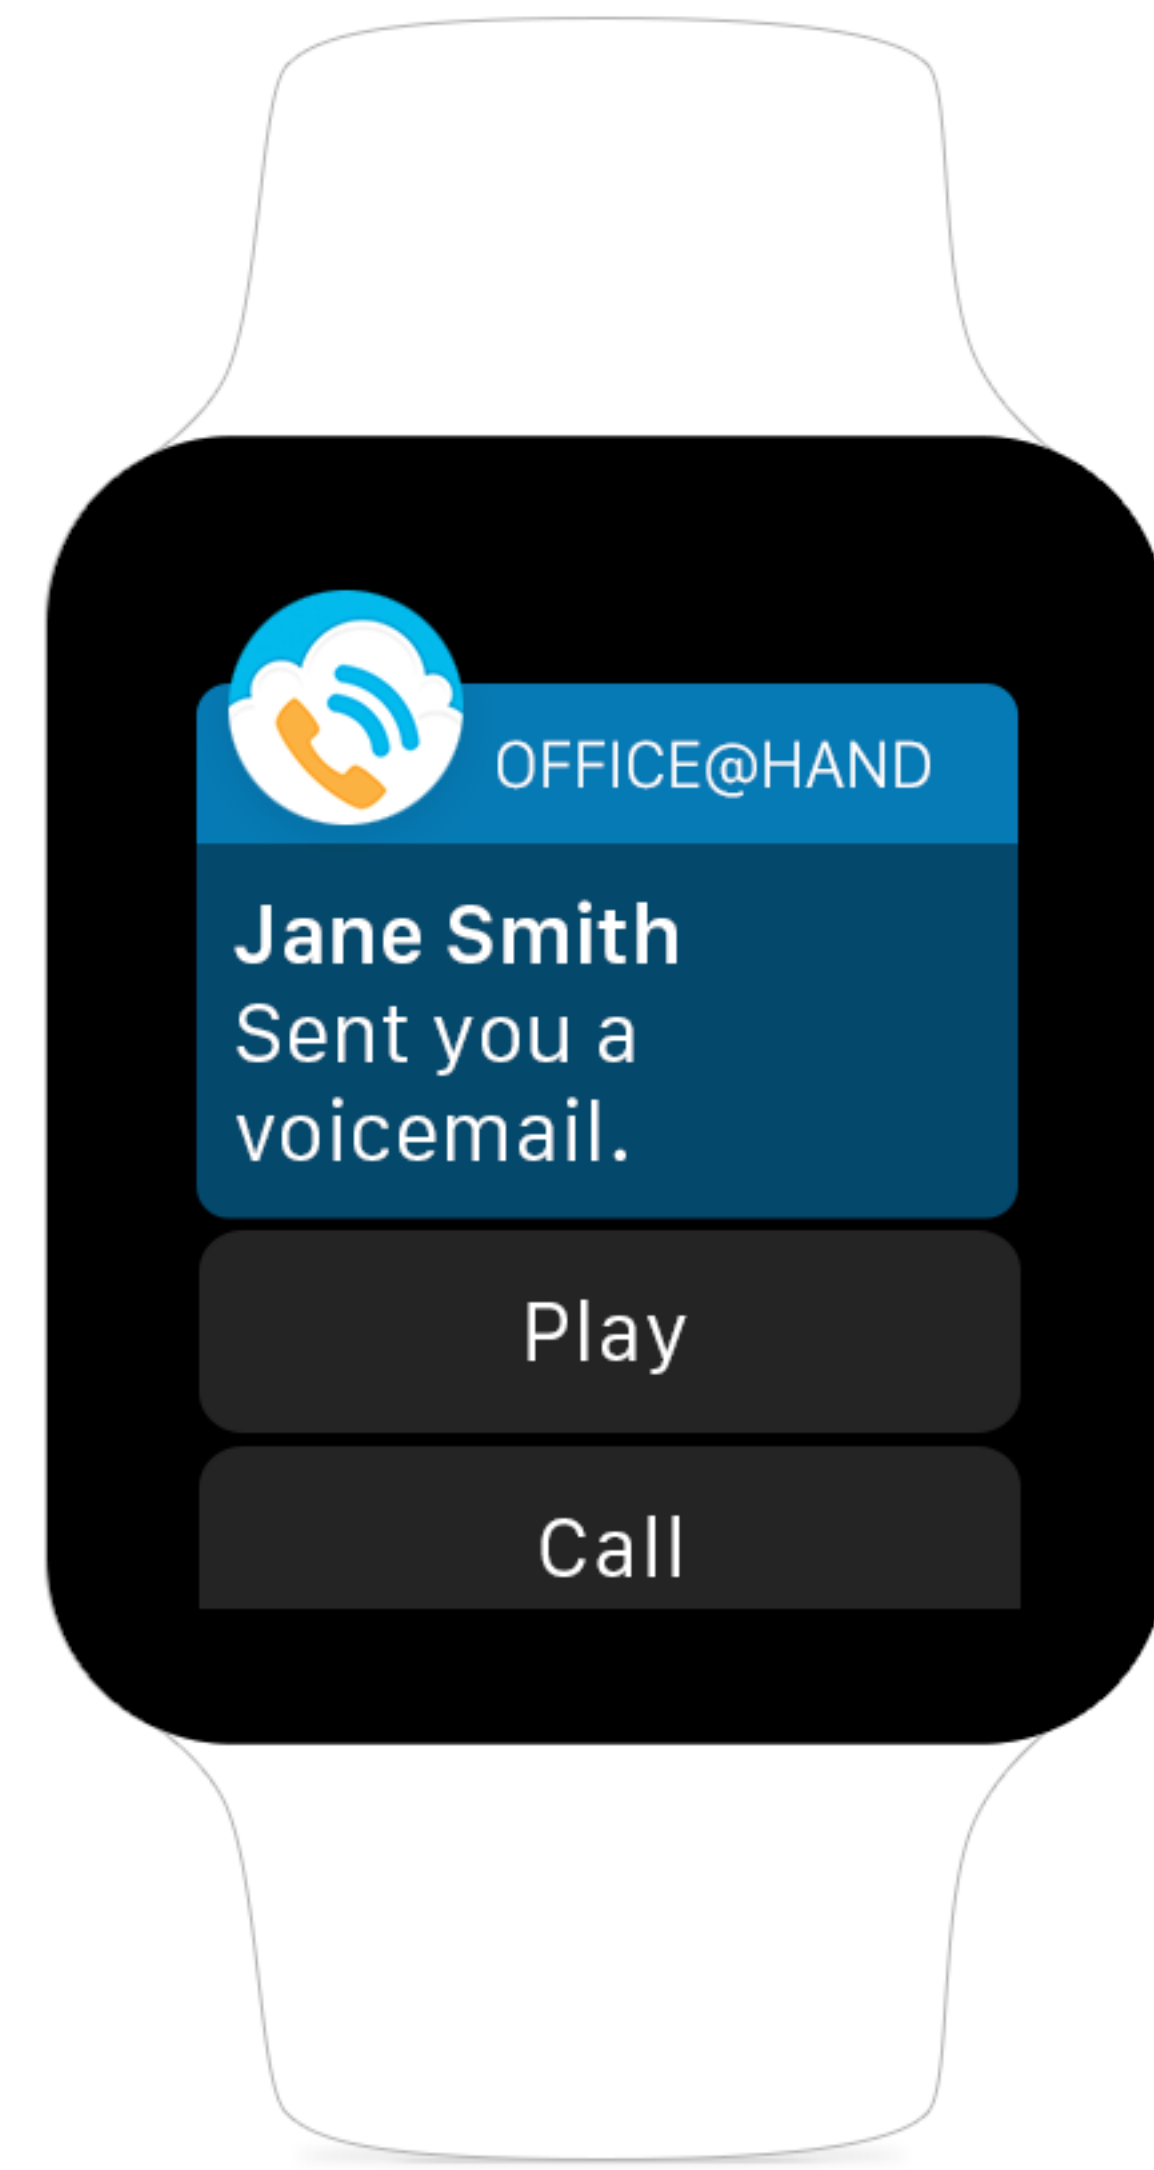 OFFICE@HAND
Jane Smith
Sent you a
voicemail.
Play
Call